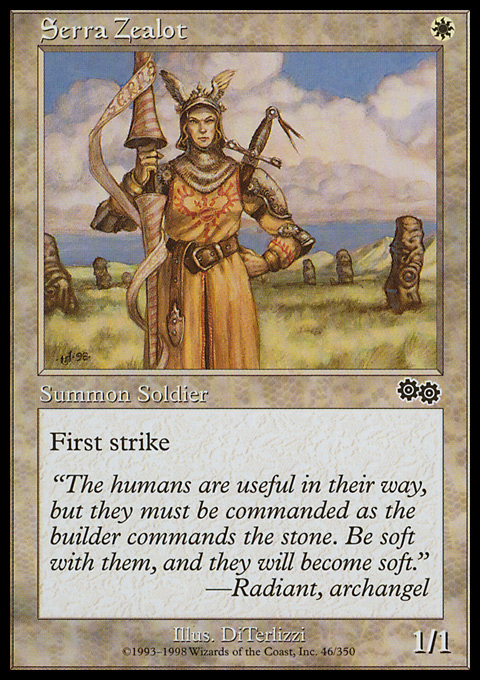 Serra Zealot
Summon Soldier
First strike
“The humans are useful in their way,
but they must be commanded as the
builder commands the stone. Be soft
with them, and they will become soft.”
—Radiant, archangel
Illus. DiTerlizzi
©1993–1998 Wizards of the Coast, Inc. 46/350
1/1